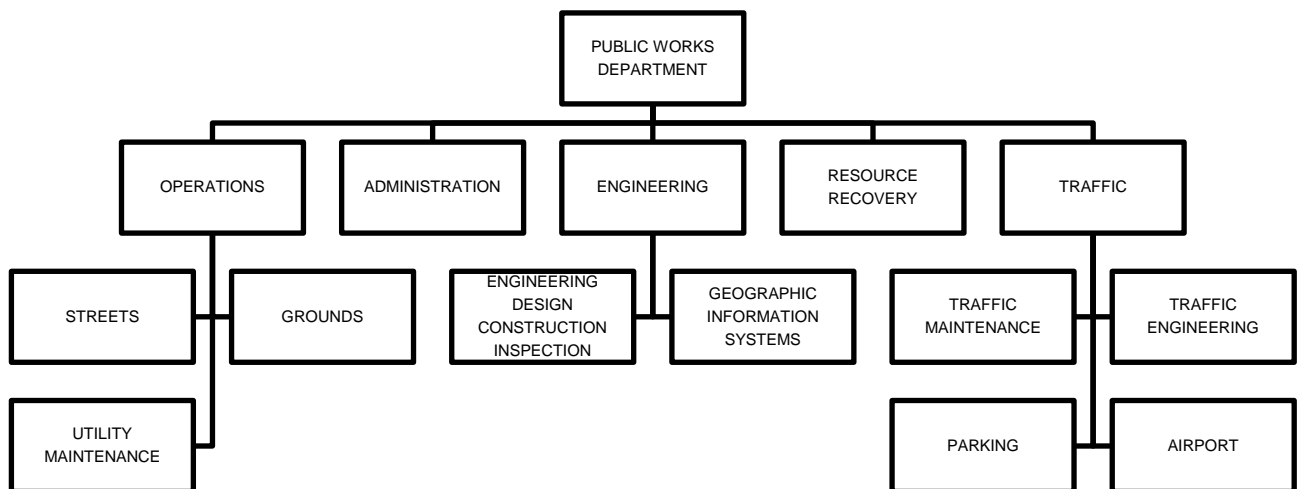 PUBLIC WORKS
DEPARTMENT
OPERATIONS
ADMINISTRATION
ENGINEERING
RESOURCE
RECOVERY
TRAFFIC
STREETS
GROUNDS
ENGINEERING
DESIGN
CONSTRUCTION
INSPECTION
GEOGRAPHIC
INFORMATION
SYSTEMS
TRAFFIC
MAINTENANCE
TRAFFIC
ENGINEERING
UTILITY
MAINTENANCE
PARKING
AIRPORT